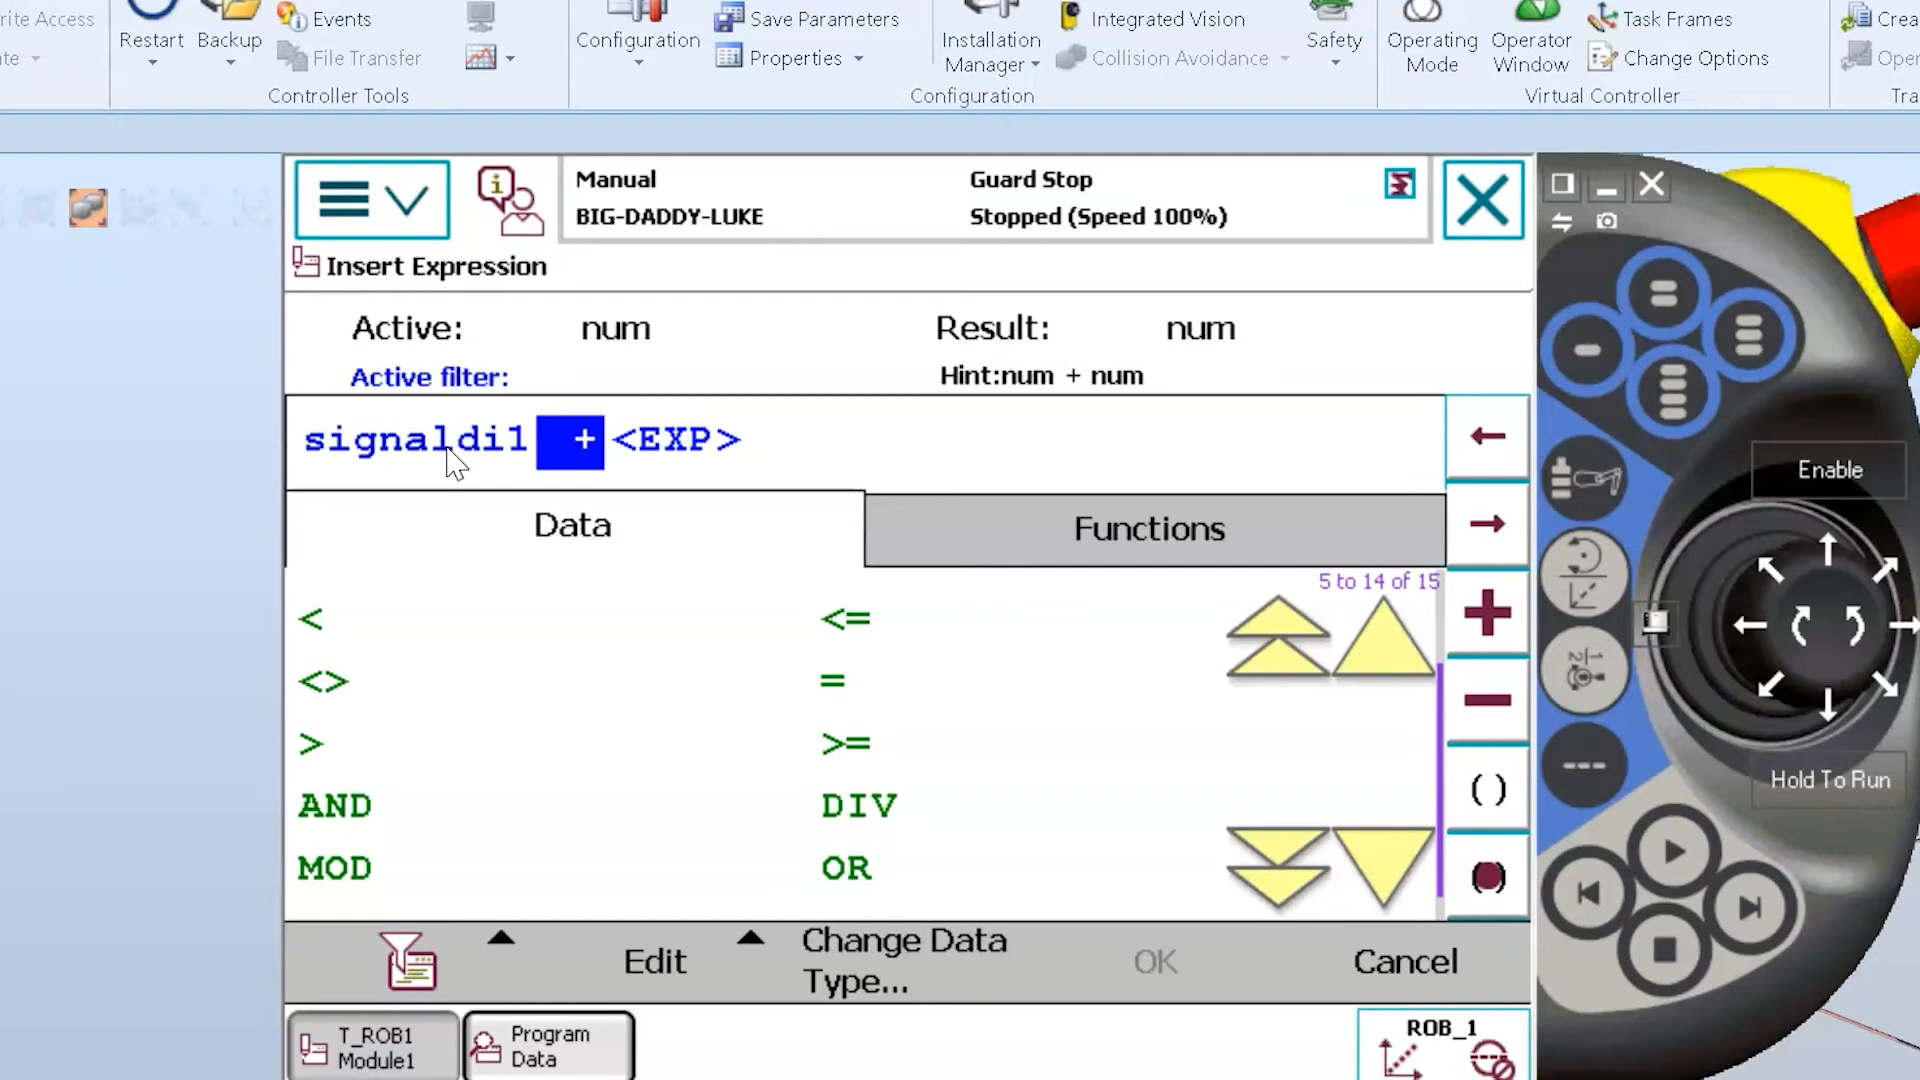 rite Access
te
Restart
Backup
Events
File Transfer
Controller Tools
Configuration
Save Parameters
Properties
Installation
Manager
Integrated Vision
Collision Avoidance
Safety
Configuration
Operating
Mode
Operator
Window
Task Frames
Change Options
Virtual Controller
Crea
Oper
Tra
Manual
BIG-DADDY-LUKE
Guard Stop
Stopped (Speed 100%)
Insert Expression
Active: num
Result: num
Active filter:
Hint:num + num
signaldi1 + <EXP>
Data
Functions
5 to 14 of 15
< <=
<> =
> >=
AND DIV
MOD OR
( )
Edit
Change Data
Type...
OK
Cancel
T_ROB1
Module1
Program
Data
ROB_1
Enable
Hold To Run